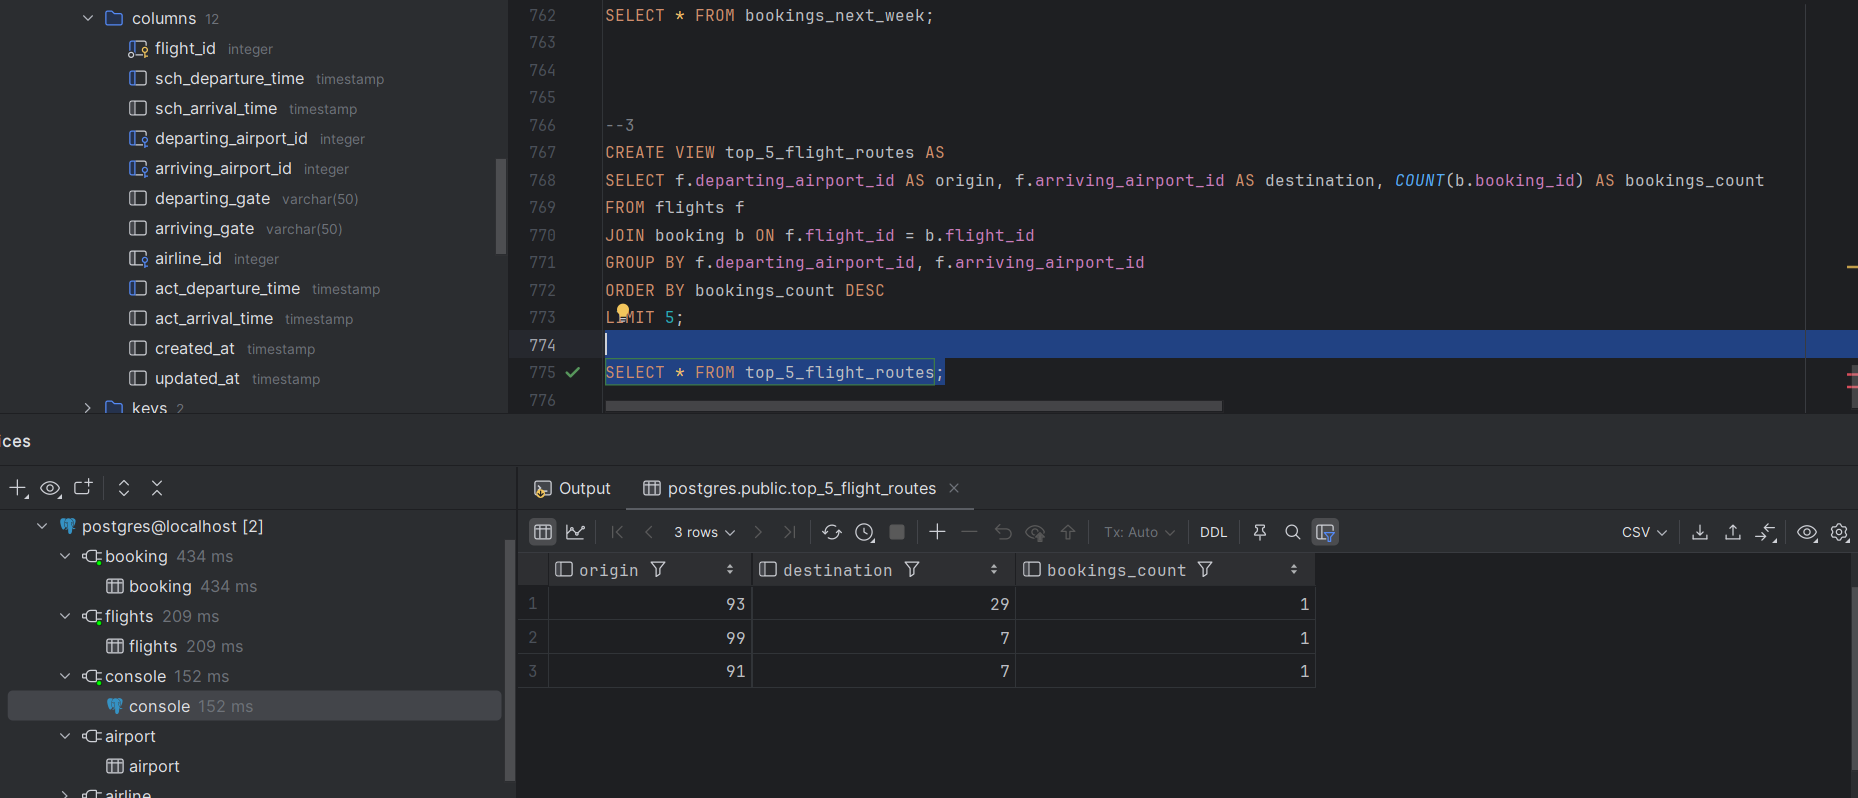 columns 12
flight_id integer
sch_departure_time timestamp
sch_arrival_time timestamp
departing_airport_id integer
arriving_airport_id integer
departing_gate varchar(50)
arriving_gate varchar(50)
airline_id integer
act_departure_time timestamp
act_arrival_time timestamp
created_at timestamp
updated_at timestamp
keys 2
762 SELECT * FROM bookings_next_week;
763
764
765
766 --3
767 CREATE VIEW top_5_flight_routes AS
768 SELECT f.departing_airport_id AS origin, f.arriving_airport_id AS destination, COUNT(b.booking_id) AS bookings_count
769 FROM flights f
770 JOIN booking b ON f.flight_id = b.flight_id
771 GROUP BY f.departing_airport_id, f.arriving_airport_id
772 ORDER BY bookings_count DESC
773 LIMIT 5;
774
775 SELECT * FROM top_5_flight_routes;
776
ices
postgres@localhost [2]
booking 434 ms
booking 434 ms
flights 209 ms
flights 209 ms
console 152 ms
console 152 ms
airport
airport
airline
Output postgres.public.top_5_flight_routes
3 rows Tx: Auto DDL CSV
origin destination bookings_count
1 93 29 1
2 99 7 1
3 91 7 1